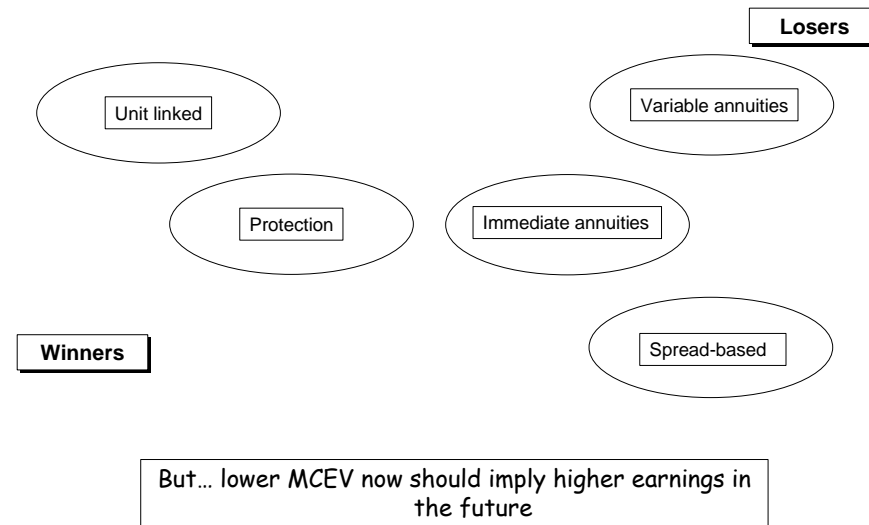 Losers
Unit linked
Variable annuities
Protection
Immediate annuities
Winners
Spread-based
But... lower MCEV now should imply higher earnings in
the future